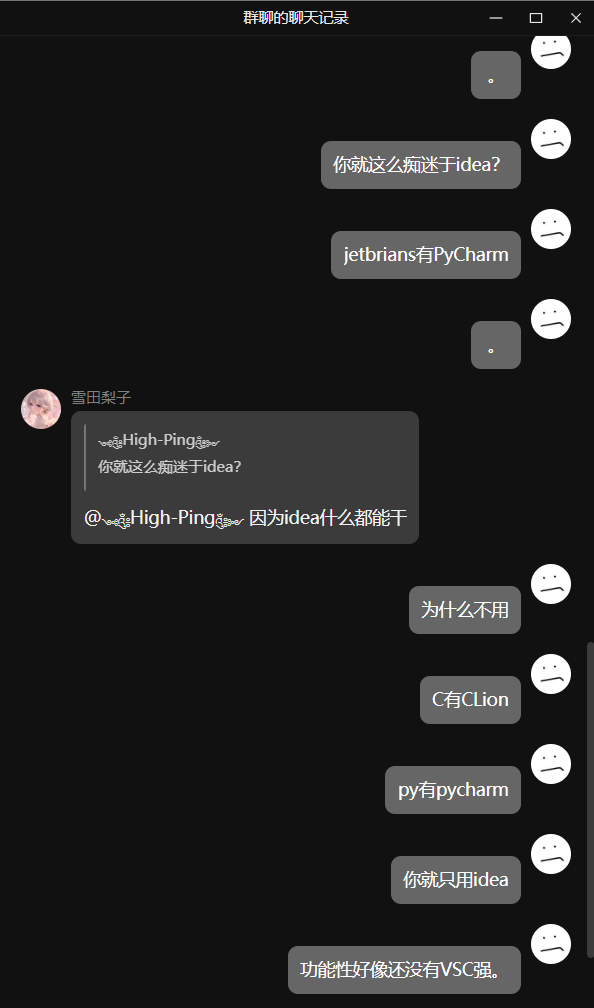 群聊的聊天记录
。
你就这么痴迷于idea?
jetbrians有PyCharm
。
雪田梨子
༺High-Ping༻
你就这么痴迷于idea?
@༺High-Ping༻ 因为idea什么都能干
为什么不用
C有CLion
py有pycharm
你就只用idea
功能性好像还没有VSC强。